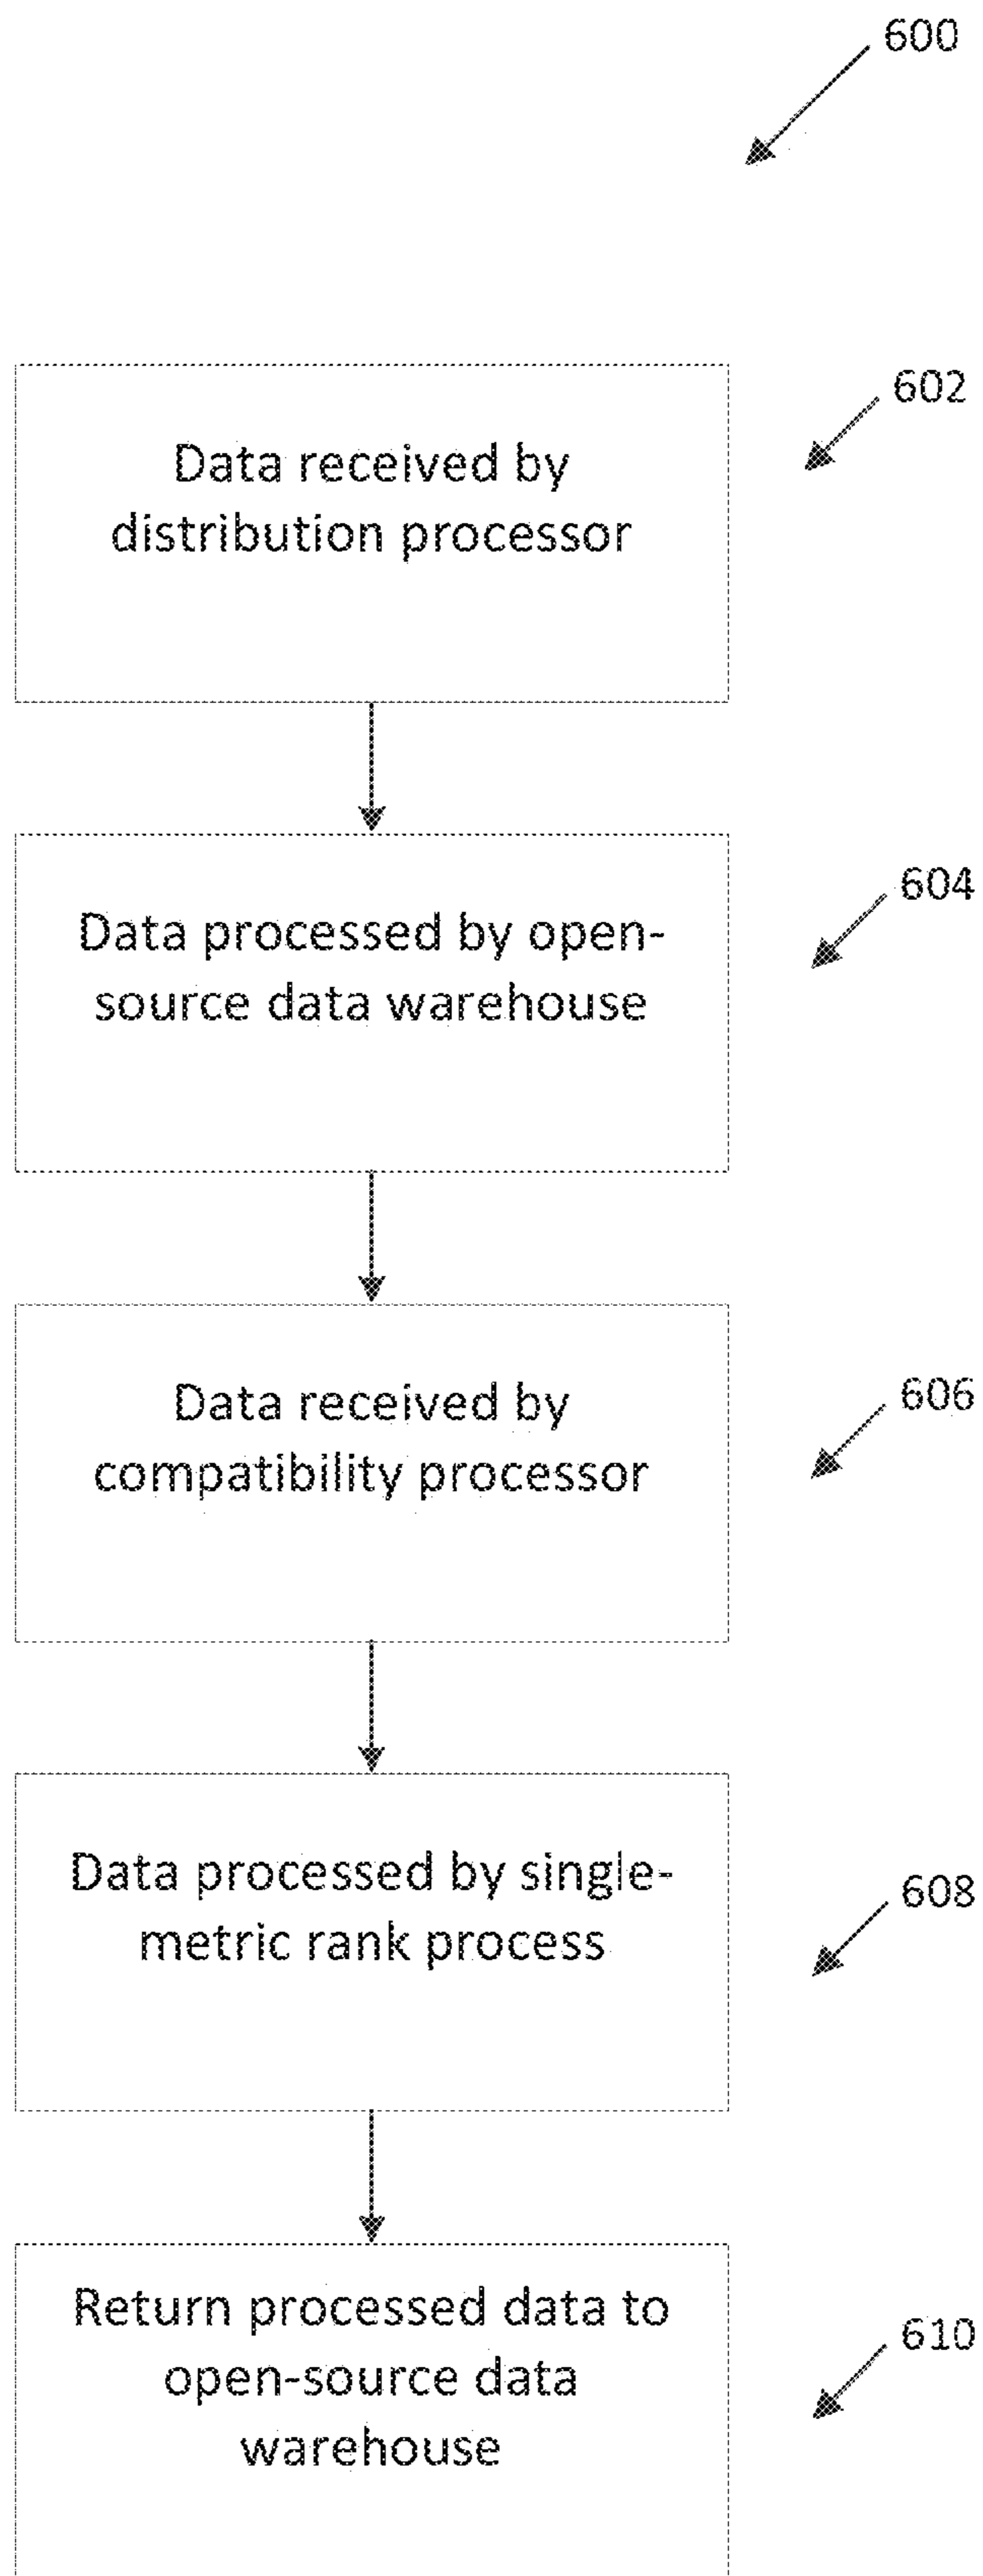 600
602
Data received by
distribution processor
604
Data processed by open-
source data warehouse
606
Data received by
compatibility processor
608
Data processed by single-
metric rank process
610
Return processed data to
open-source data
warehouse